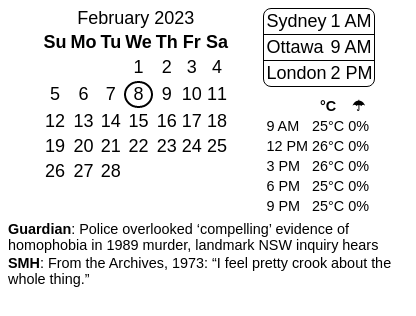 February 2023
Su Mo Tu We Th Fr Sa
1 2 3 4
5 6 7 8 9 10 11
12 13 14 15 16 17 18
19 20 21 22 23 24 25
26 27 28
Sydney 1 AM
Ottawa 9 AM
London 2 PM
°C ☂
9 AM 25°C 0%
12 PM 26°C 0%
3 PM 26°C 0%
6 PM 25°C 0%
9 PM 25°C 0%
Guardian: Police overlooked ‘compelling’ evidence of
homophobia in 1989 murder, landmark NSW inquiry hears
SMH: From the Archives, 1973: “I feel pretty crook about the
whole thing.”